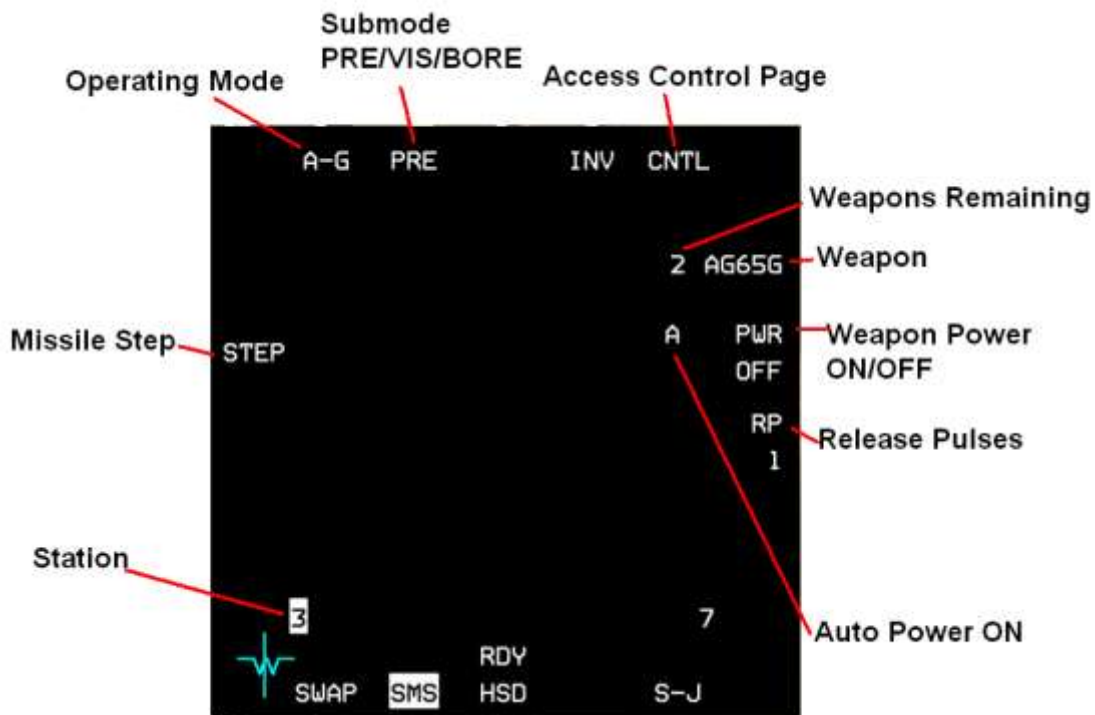 Submode
PRE/VIS/BORE
Operating Mode
Access Control Page
A-G PRE INV CNTL
Weapons Remaining
2 AG65G
Weapon
Missile Step
STEP
A PWR
OFF
Weapon Power
ON/OFF
RP
1
Release Pulses
Station
3
7
Auto Power ON
RDY
SWAP SMS HSD S-J